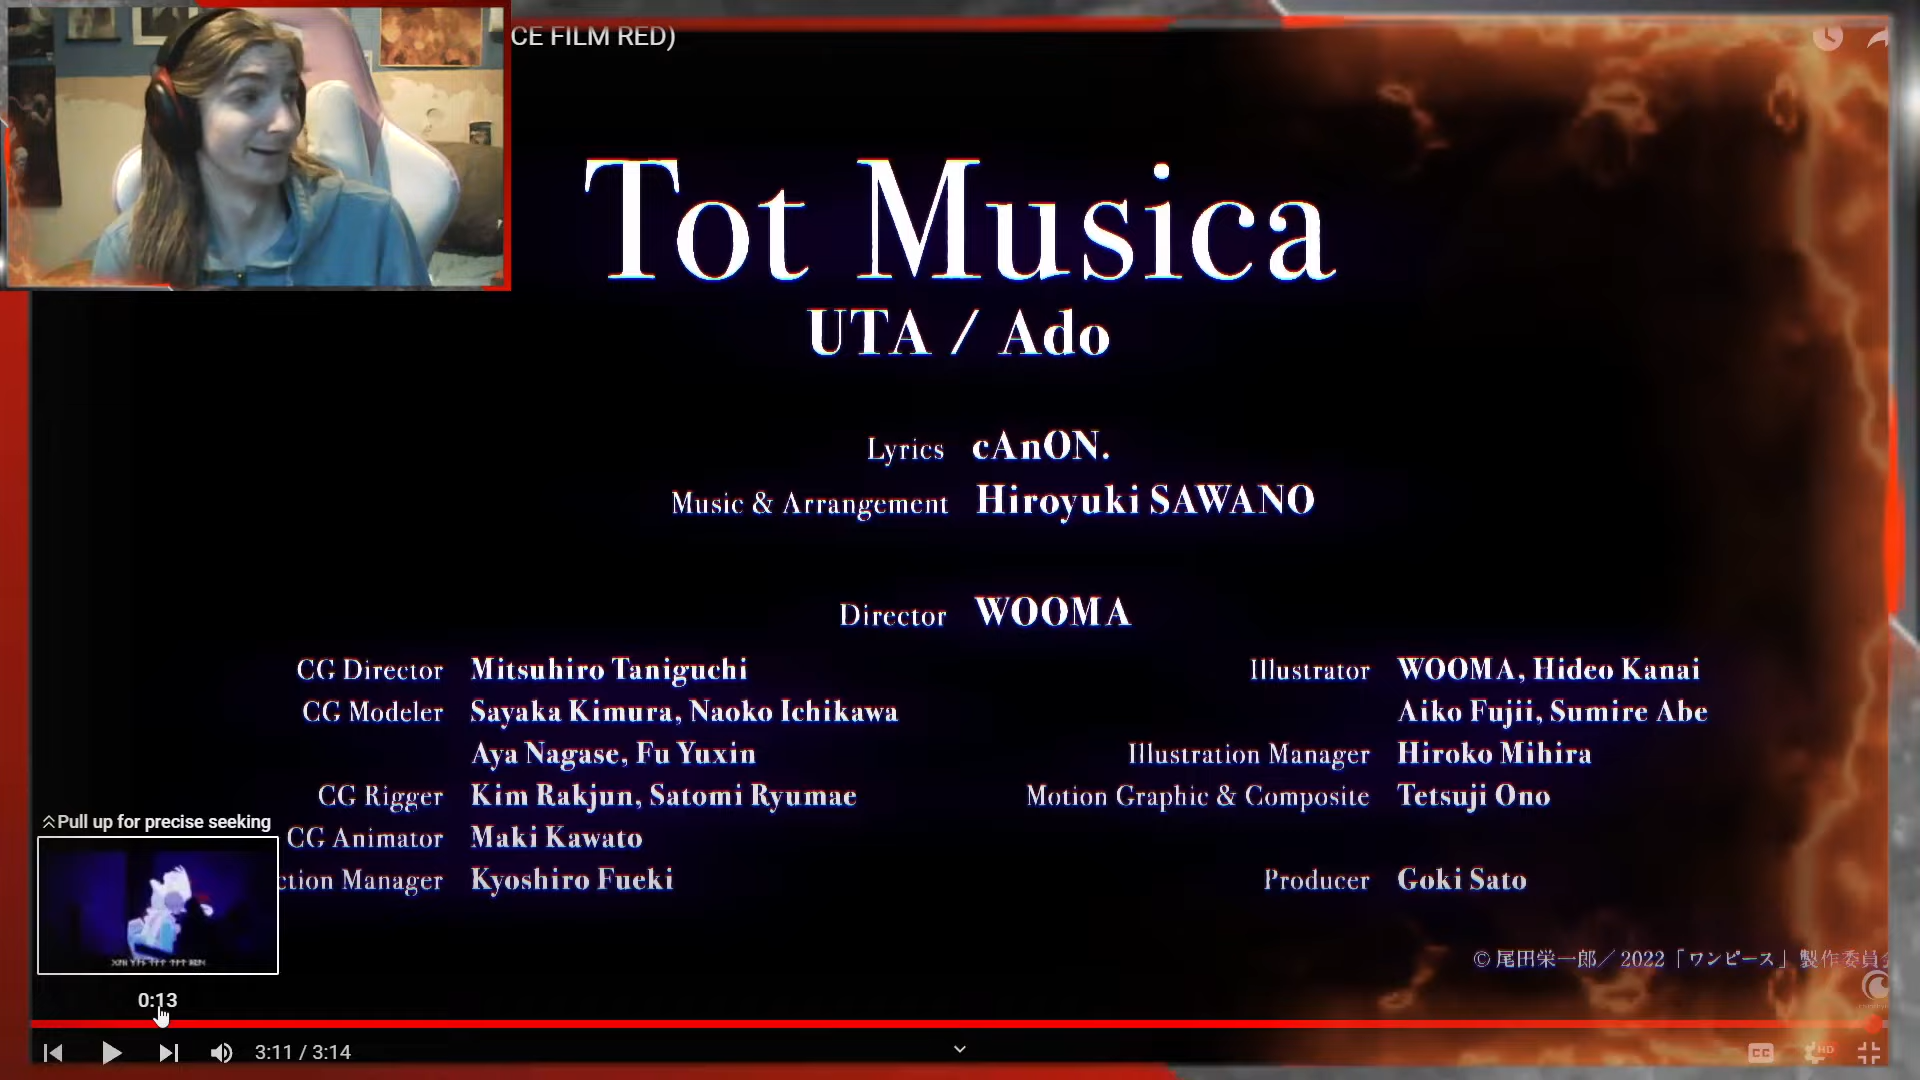 CE FILM RED)
Tot Musica
UTA / Ado
Lyrics cAnON.
Music & Arrangement Hiroyuki SAWANO
Director WOOMA
CG Director Mitsuhiro Taniguchi
CG Modeler Sayaka Kimura, Naoko Ichikawa
Aya Nagase, Fu Yuxin
CG Rigger Kim Rakjun, Satomi Ryumae
CG Animator Maki Kawato
ction Manager Kyoshiro Fueki
Illustrator WOOMA, Hideo Kanai
Aiko Fujii, Sumire Abe
Illustration Manager Hiroko Mihira
Motion Graphic & Composite Tetsuji Ono
Producer Goki Sato
© 尾田栄一郎／2022「ワンピース」製作委員会
Pull up for precise seeking
0:13
3:11 / 3:14
CC
HD